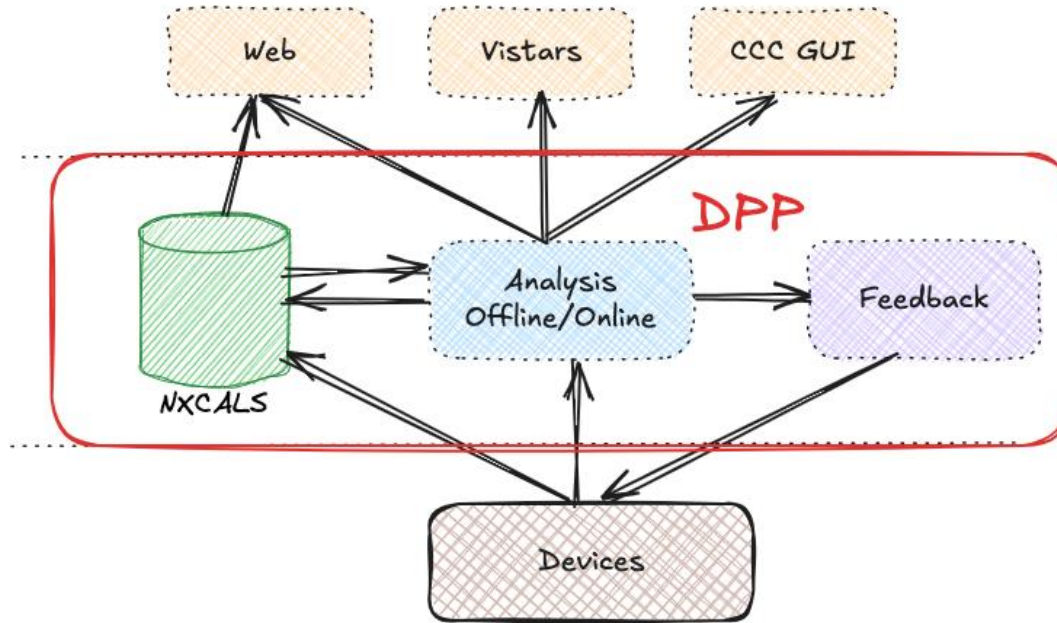 Web
Vistars
CCC GUI
DPP
Analysis
Offline/Online
Feedback
NXCALS
Devices